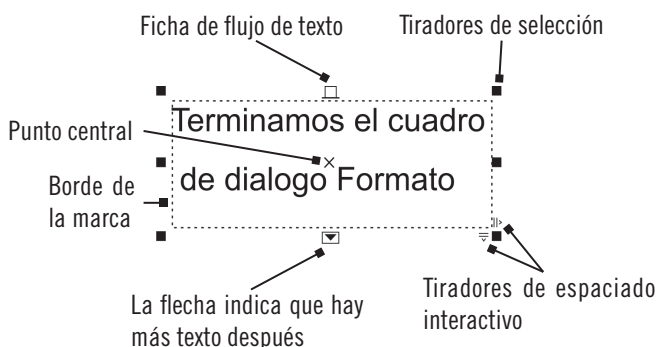 Ficha de flujo de texto
Tiradores de selección
Terminamos el cuadro
Punto central
de dialogo Formato
Borde de
la marca
La flecha indica que hay
más texto después
Tiradores de espaciado
interactivo